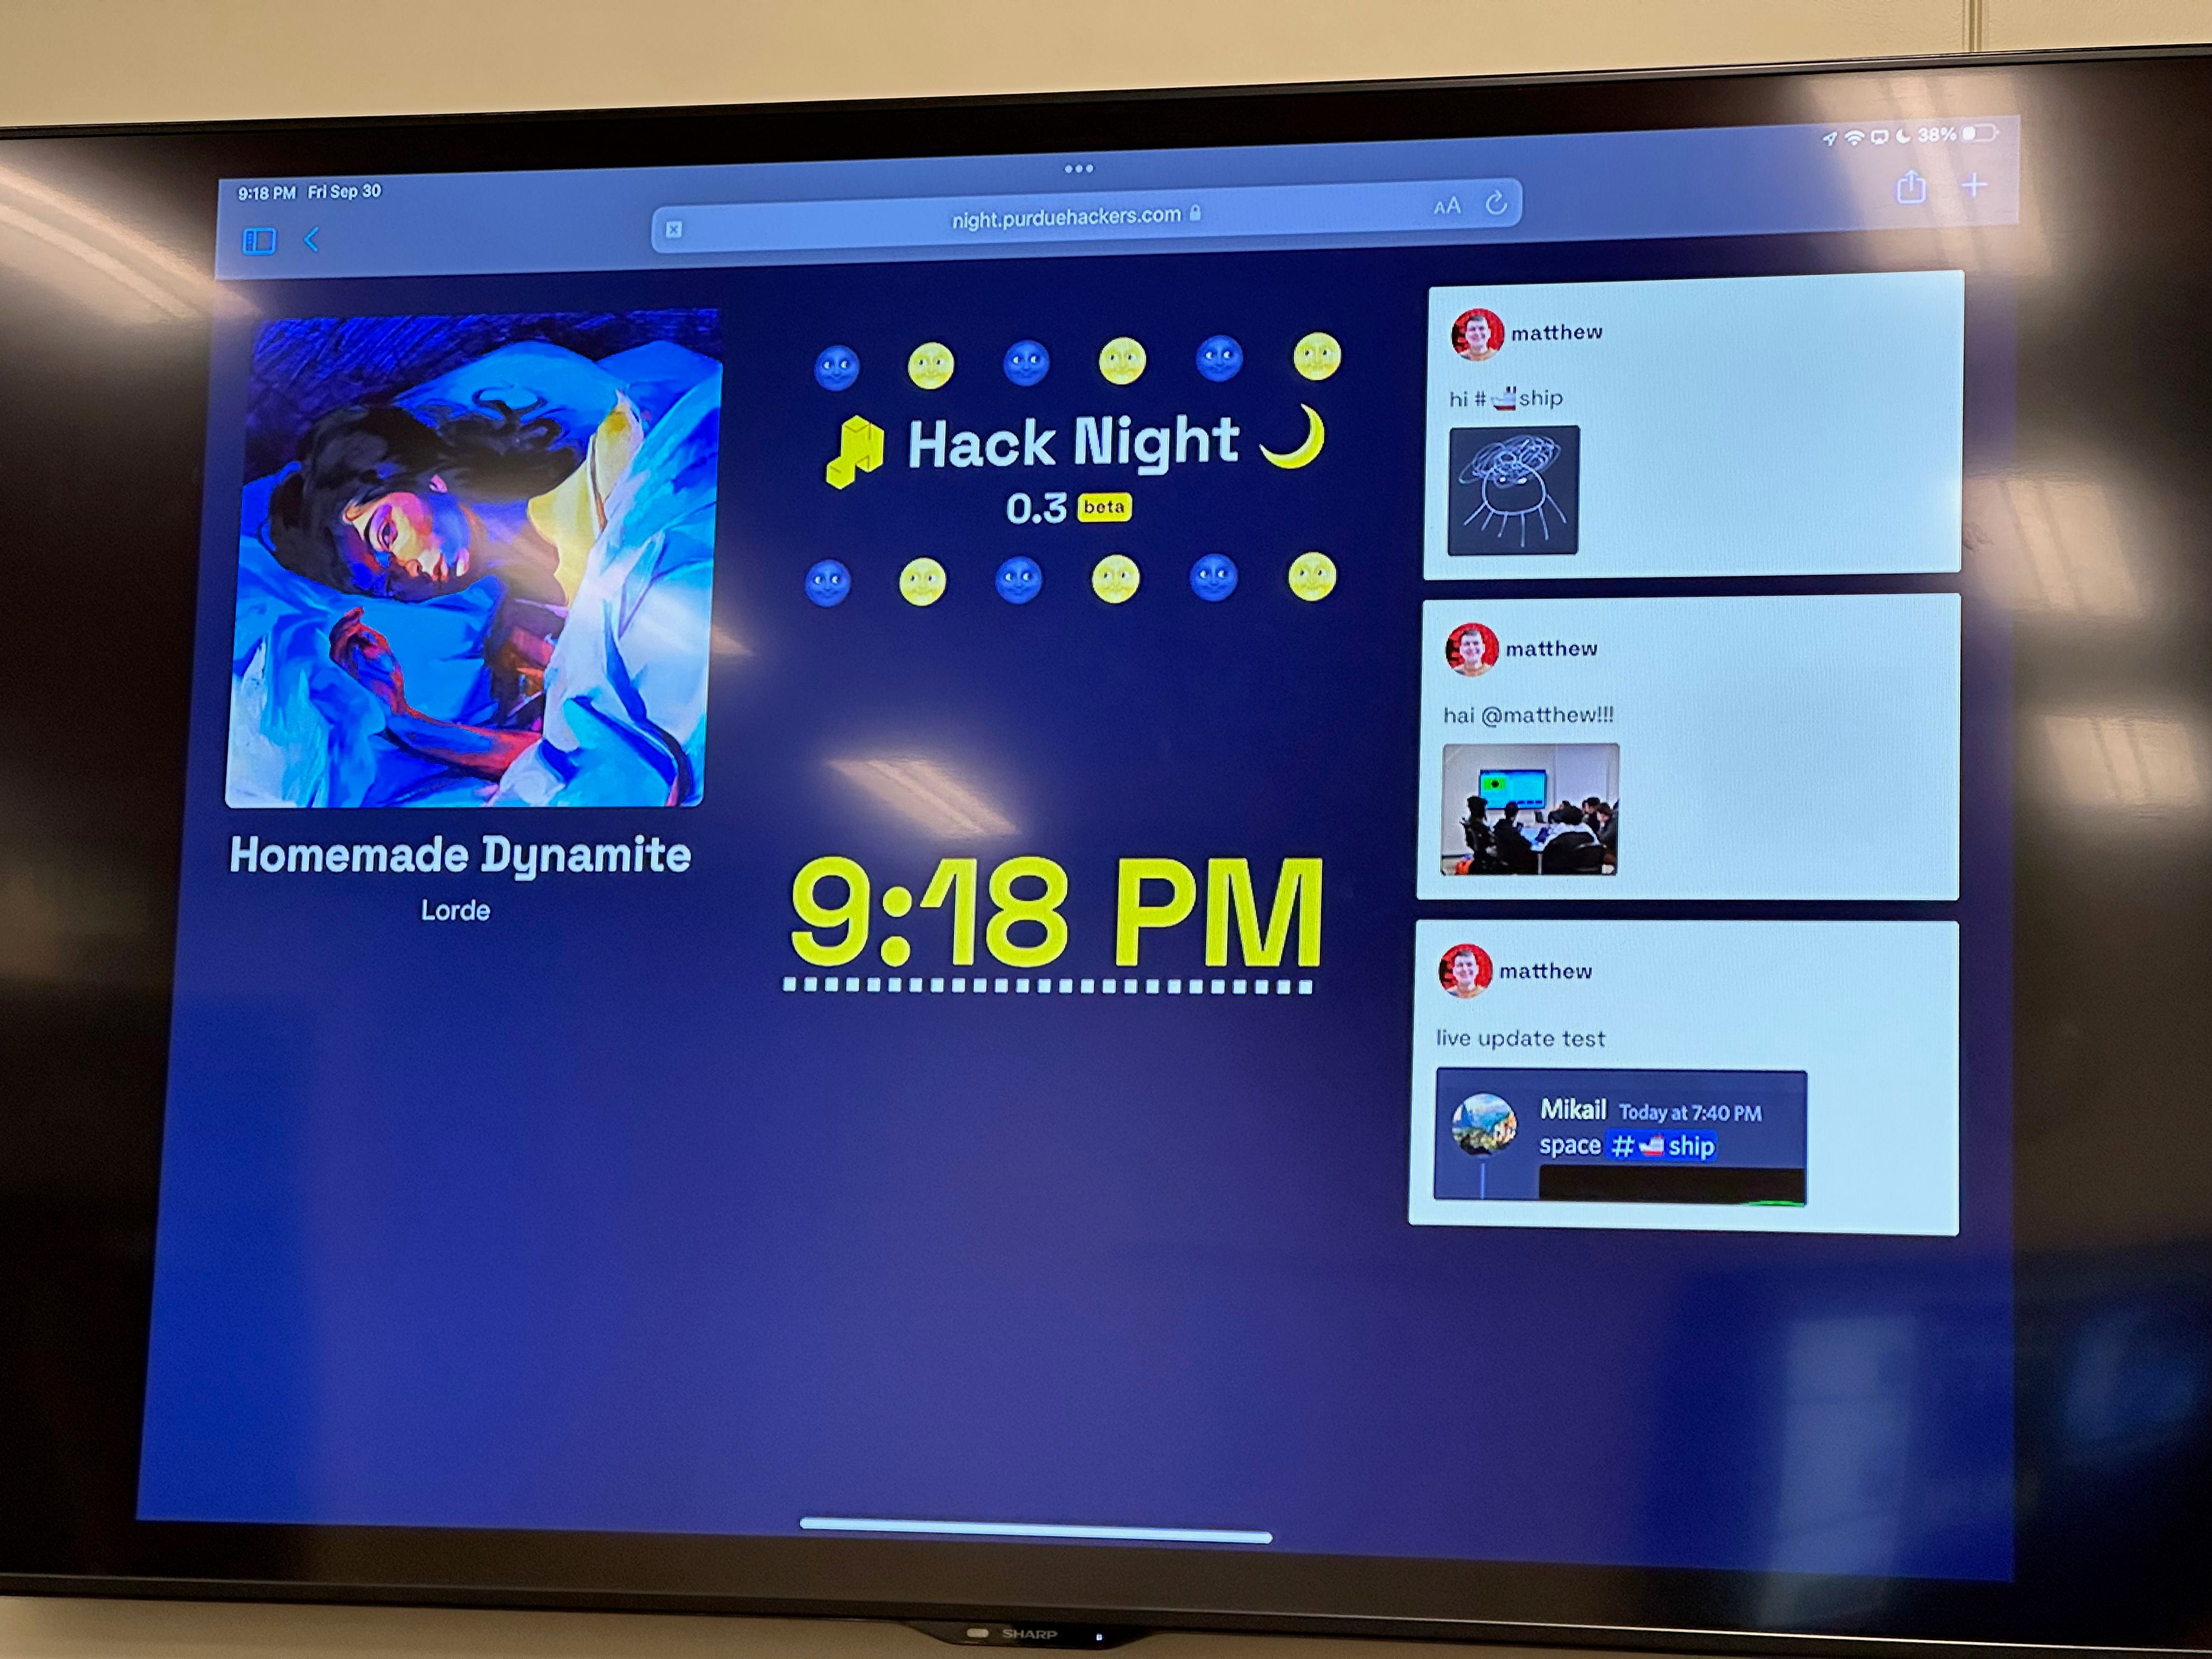 9:18 PM Fri Sep 30
38%
night.purduehackers.com
AA
Hack Night
0.3 beta
9:18 PM
Homemade Dynamite
Lorde
matthew
hi #🚢ship
matthew
hai @matthew!!!
matthew
live update test
Mikail Today at 7:40 PM
space #🚢ship
SHARP